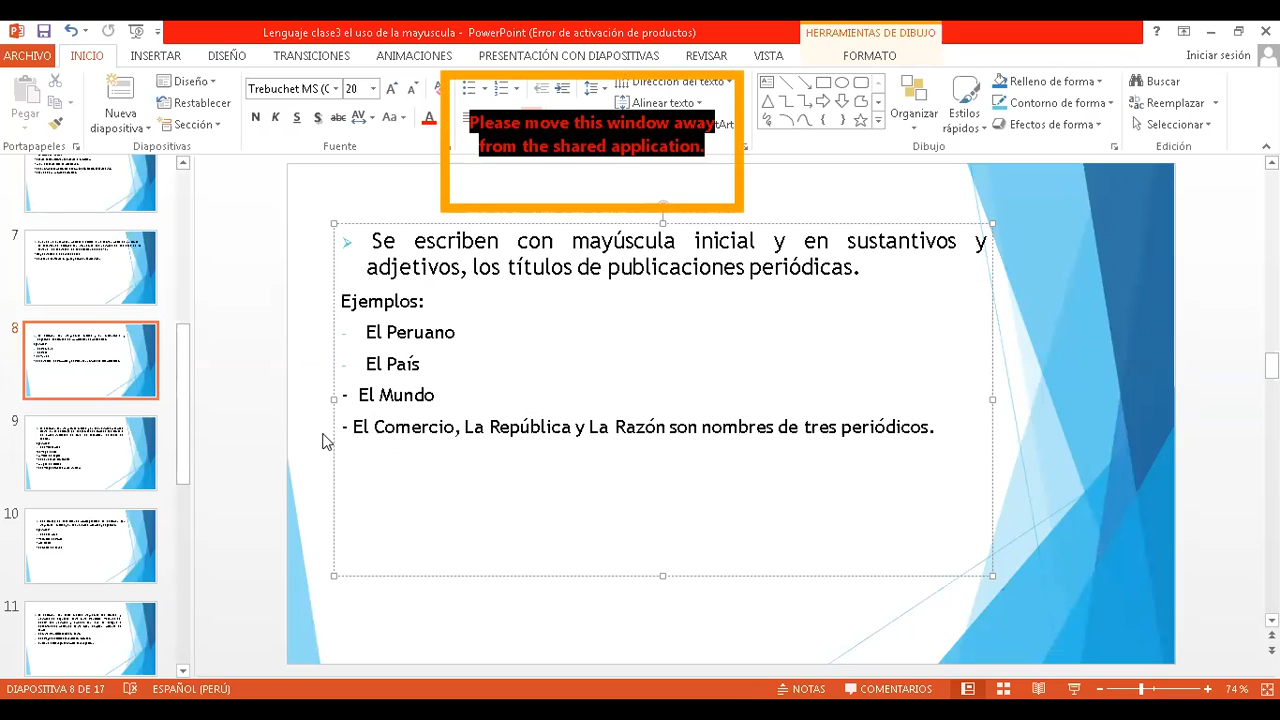 Lenguaje clase3 el uso de la mayuscula - PowerPoint (Error de activación de productos)
HERRAMIENTAS DE DIBUJO
ARCHIVO INICIO INSERTAR DISEÑO TRANSICIONES ANIMACIONES PRESENTACIÓN CON DIAPOSITIVAS REVISAR VISTA FORMATO Iniciar sesión
Pegar
Nueva diapositiva
Diseño
Restablecer
Sección
Trebuchet MS (C 20
N K S S abc AV Aa A
Dirección del texto
Alinear texto
tArt
Organizar
Estilos rápidos
Relleno de forma
Contorno de forma
Efectos de forma
Buscar
Reemplazar
Seleccionar
Portapapeles Diapositivas Fuente Dibujo Edición
Please move this window away
from the shared application.
7
8
9
10
11
Se escriben con mayúscula inicial y en sustantivos y
adjetivos, los títulos de publicaciones periódicas.
Ejemplos:
- El Peruano
- El País
- El Mundo
- El Comercio, La República y La Razón son nombres de tres periódicos.
DIAPOSITIVA 8 DE 17 ESPAÑOL (PERÚ) NOTAS COMENTARIOS 74 %